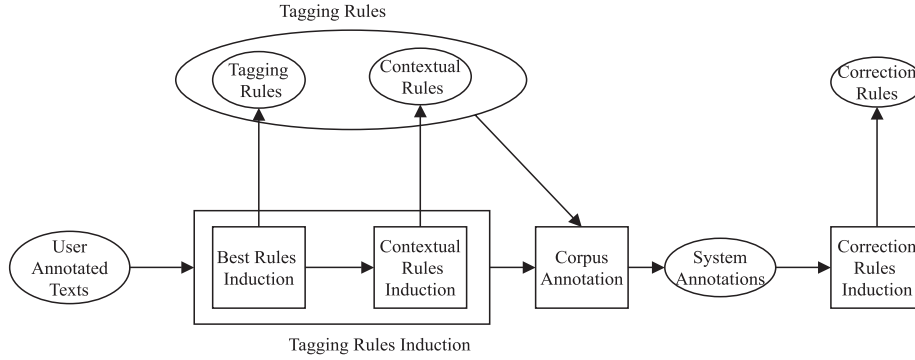 Tagging Rules
Tagging
Rules
Contextual
Rules
Correction
Rules
User
Annotated
Texts
Best Rules
Induction
Contextual
Rules
Induction
Corpus
Annotation
System
Annotations
Correction
Rules
Induction
Tagging Rules Induction